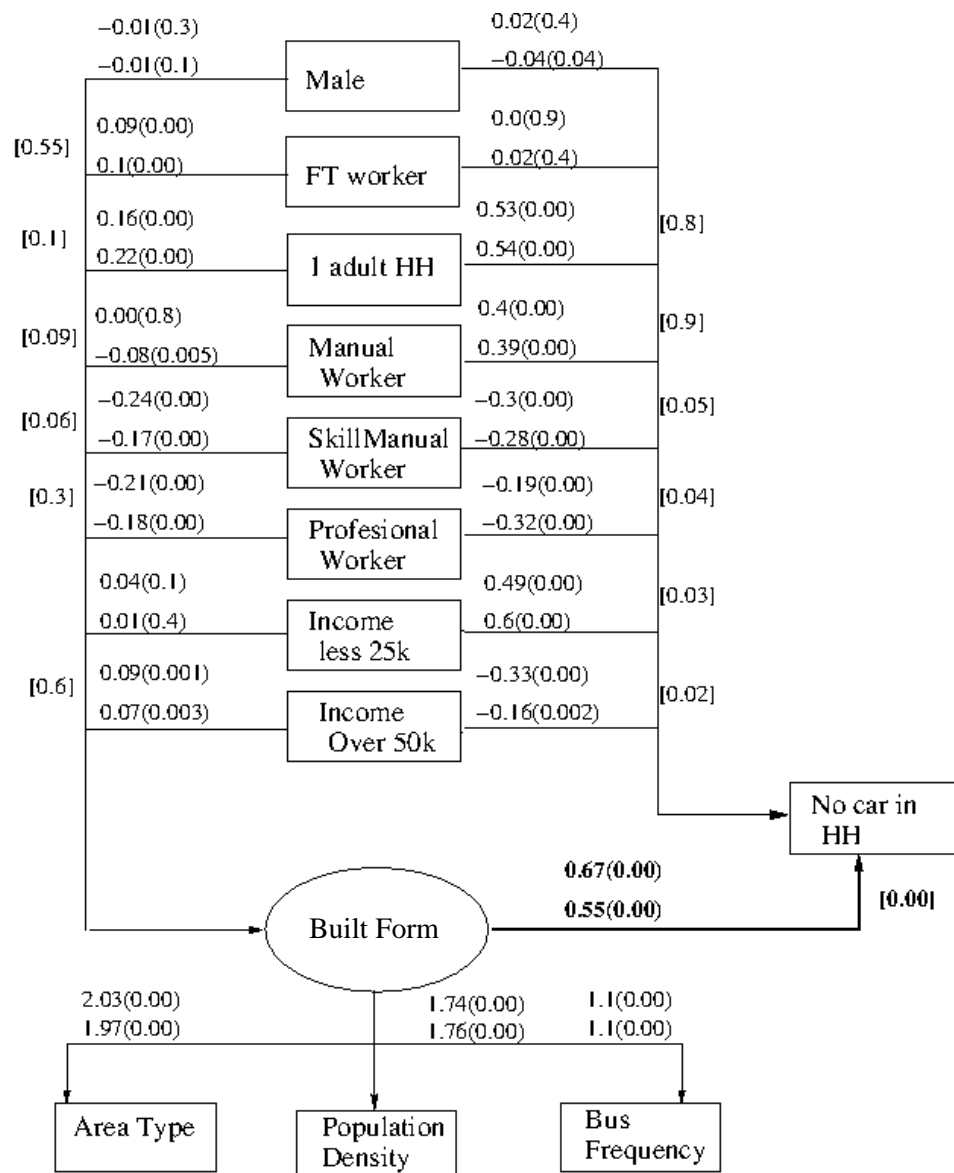 −0.01(0.3)
0.02(0.4)
−0.01(0.1)
Male
−0.04(0.04)
[0.55]
0.09(0.00)
0.0(0.9)
0.1(0.00)
FT worker
0.02(0.4)
[0.1]
0.16(0.00)
0.53(0.00)
[0.8]
0.22(0.00)
1 adult HH
0.54(0.00)
[0.09]
0.00(0.8)
0.4(0.00)
[0.9]
−0.08(0.005)
Manual
Worker
0.39(0.00)
[0.06]
−0.24(0.00)
−0.3(0.00)
[0.05]
−0.17(0.00)
SkillManual
Worker
−0.28(0.00)
[0.3]
−0.21(0.00)
−0.19(0.00)
[0.04]
−0.18(0.00)
Profesional
Worker
−0.32(0.00)
0.04(0.1)
0.49(0.00)
[0.03]
0.01(0.4)
Income
less 25k
0.6(0.00)
[0.6]
0.09(0.001)
−0.33(0.00)
[0.02]
0.07(0.003)
Income
Over 50k
−0.16(0.002)
No car in
HH
0.67(0.00)
0.55(0.00)
[0.00]
Built Form
2.03(0.00)
1.97(0.00)
1.74(0.00)
1.76(0.00)
1.1(0.00)
1.1(0.00)
Area Type
Population
Density
Bus
Frequency